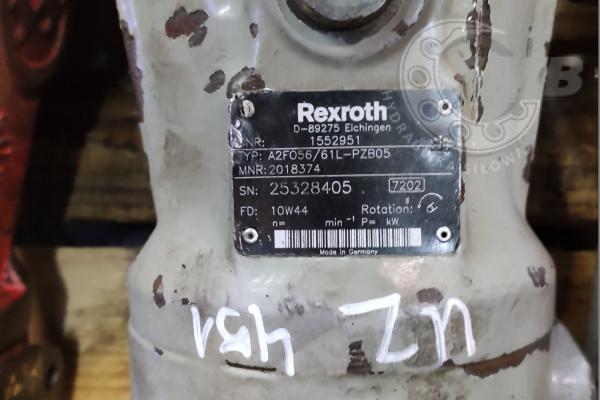 Rexroth
D-89275 Elchingen
NR: 1552951
TYP: A2FO56/61L-PZB05
MNR: 2018374
SN: 25328405 7202
FD: 10W44 Rotation:
n= min⁻¹ P= kW
Made in Germany